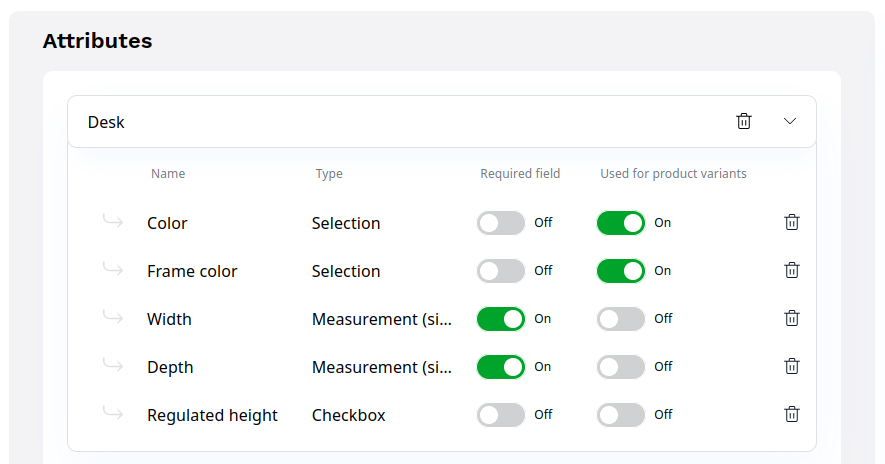 Attributes
Desk
Name Type Required field Used for product variants
Color Selection Off On
Frame color Selection Off On
Width Measurement (si... On Off
Depth Measurement (si... On Off
Regulated height Checkbox Off Off